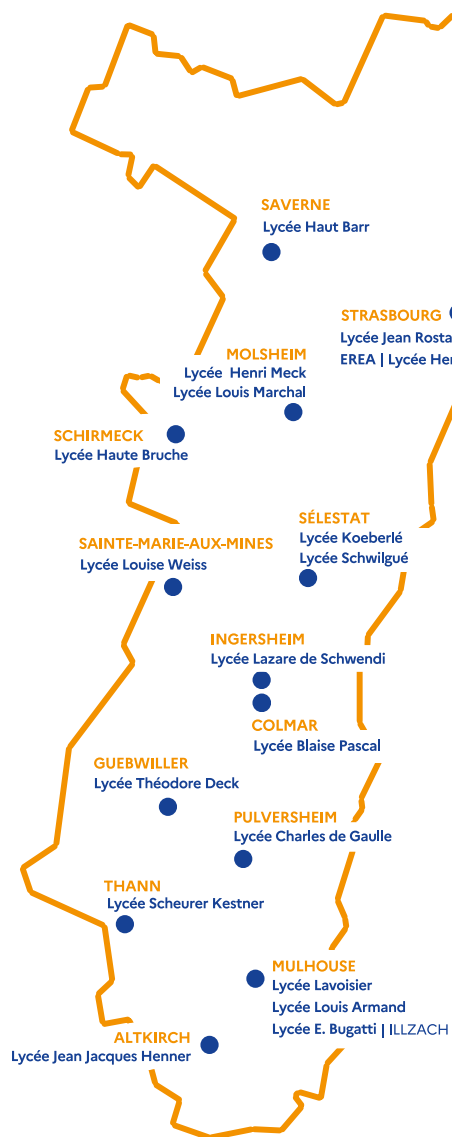 SAVERNE
Lycée Haut Barr
STRASBOURG
Lycée Jean Rosta
EREA | Lycée Her
MOLSHEIM
Lycée Henri Meck
Lycée Louis Marchal
SCHIRMECK
Lycée Haute Bruche
SÉLESTAT
Lycée Koeberlé
Lycée Schwilgué
SAINTE-MARIE-AUX-MINES
Lycée Louise Weiss
INGERSHEIM
Lycée Lazare de Schwendi
COLMAR
Lycée Blaise Pascal
GUEBWILLER
Lycée Théodore Deck
PULVERSHEIM
Lycée Charles de Gaulle
THANN
Lycée Scheurer Kestner
MULHOUSE
Lycée Lavoisier
Lycée Louis Armand
Lycée E. Bugatti | ILLZACH
ALTKIRCH
Lycée Jean Jacques Henner